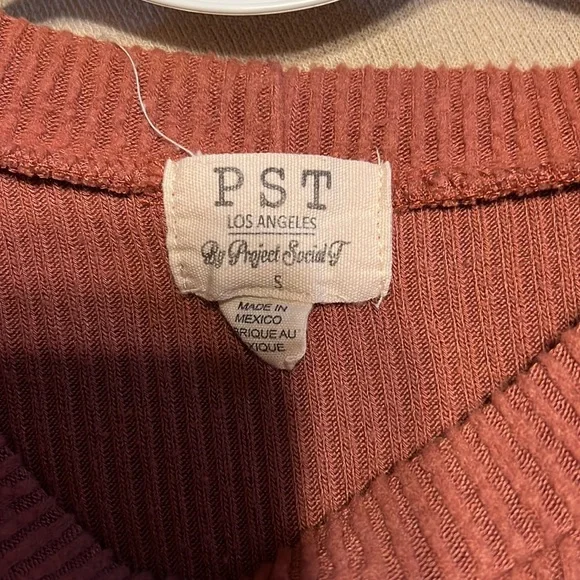 PST
LOS ANGELES
By Project Social T
S
MADE IN
MEXICO
BRIQUE AU
XIQUE